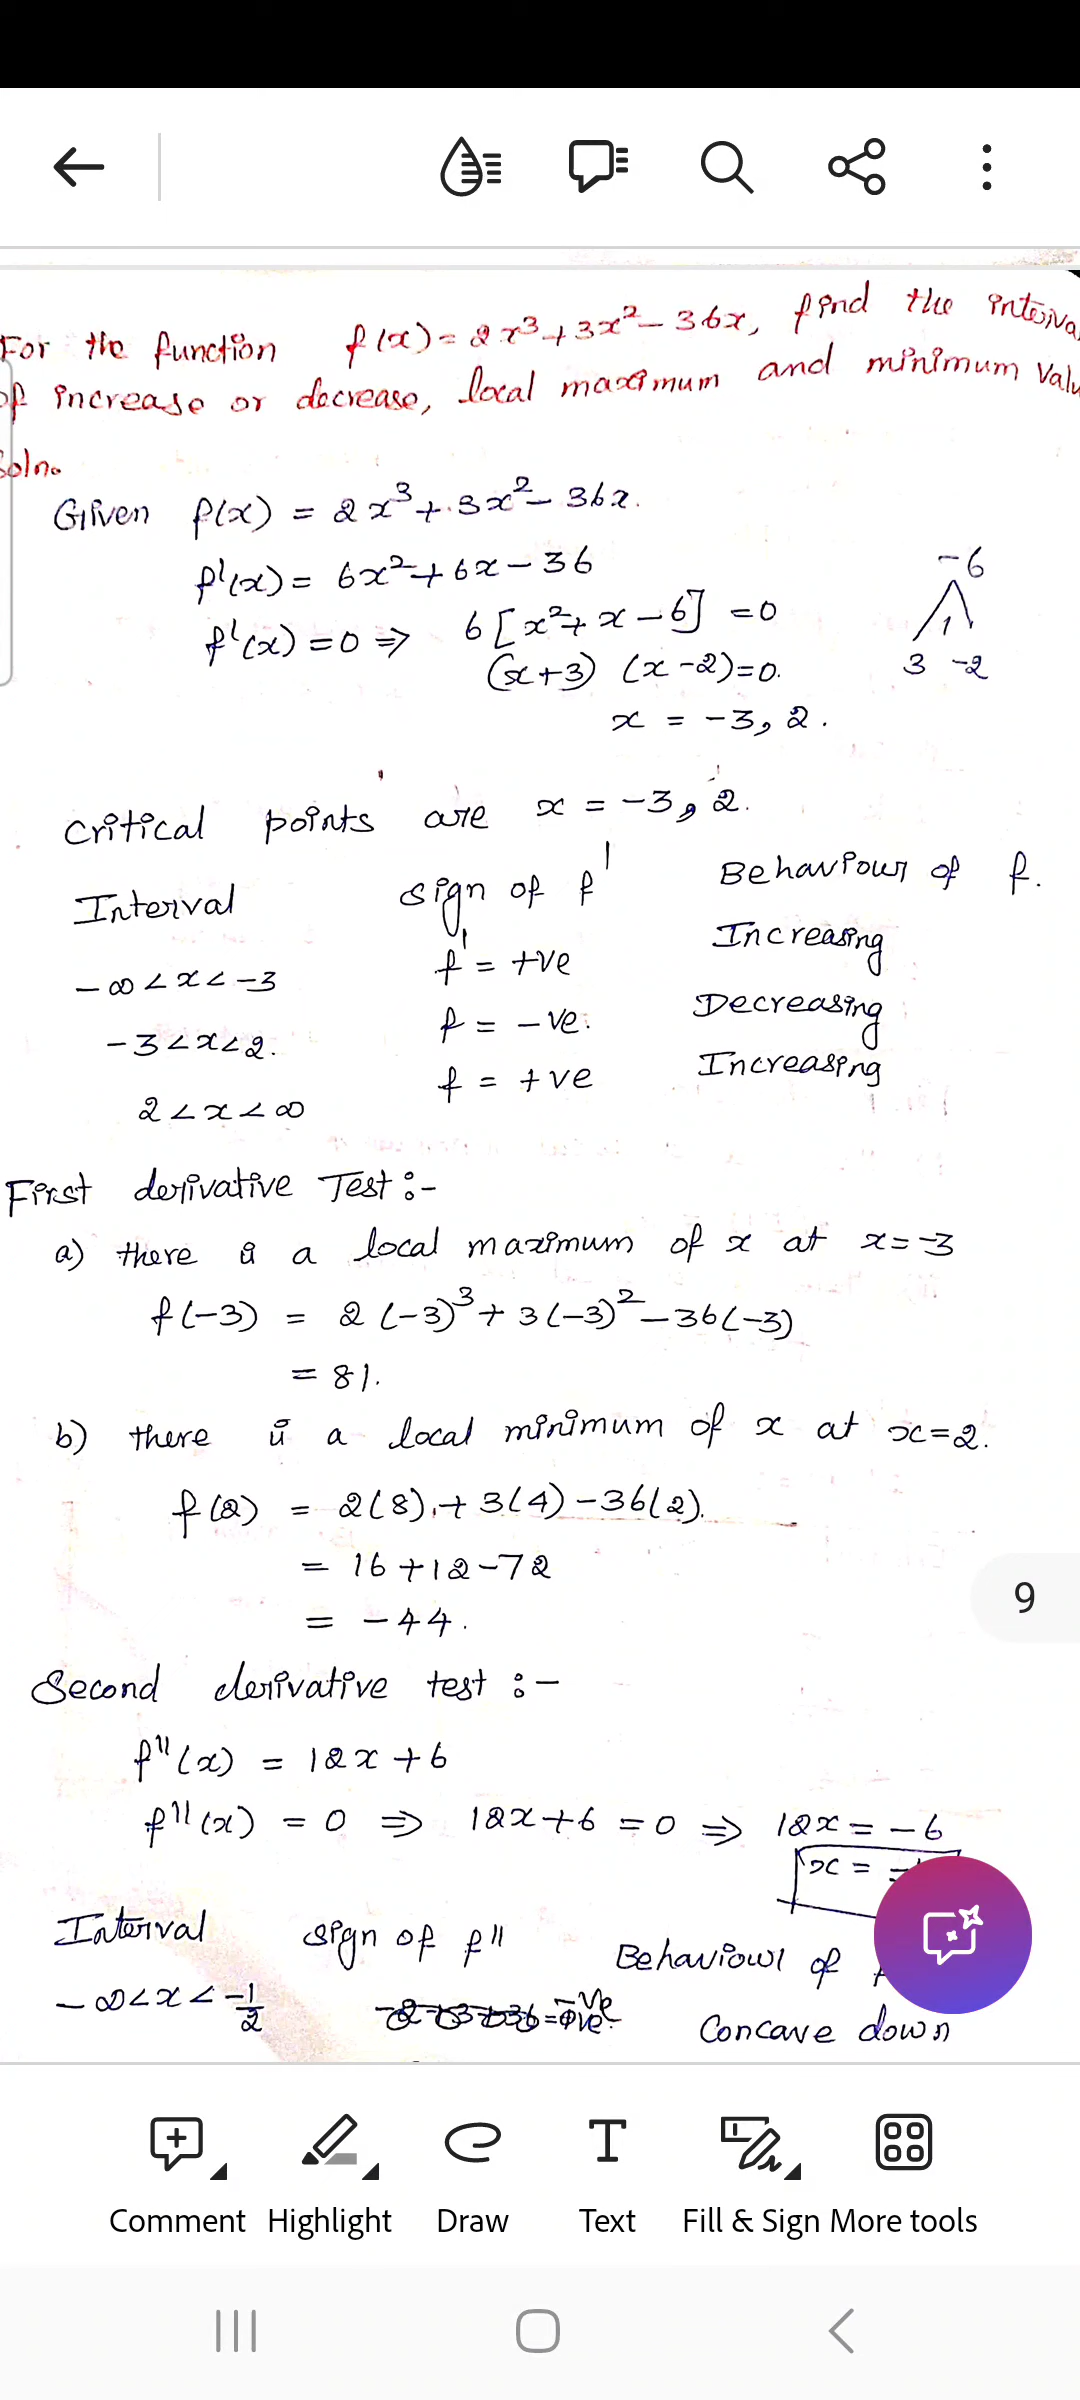 For the function f(x) = 2x³+3x²-36x, find the interva
of increase or decrease, local maximum and minimum valu
Soln.
Given f(x) = 2x³+3x²-36x.
f'(x) = 6x²+6x-36
-6
f'(x) = 0 ⇒ 6[x²+x-6] = 0
1
(x+3) (x-2)=0.
3 -2
x = -3, 2.
Critical points are x = -3, 2.
Interval sign of f' Behaviour of f.
-∞<x<-3 f' = +ve Increasing
-3<x<2. f = -ve. Decreasing
2<x<∞ f = +ve Increasing
First derivative Test :-
a) there is a local maximum of x at x=-3
f(-3) = 2(-3)³+3(-3)²-36(-3)
= 81.
b) there is a local minimum of x at x=2.
f(2) = 2(8)+3(4)-36(2).
= 16+12-72
9
= -44.
Second derivative test :-
f''(x) = 12x+6
f''(x) = 0 ⇒ 12x+6 = 0 ⇒ 12x = -6
x =
Interval sign of f'' Behaviour of
-∞<x<-1/2 -ve Concave down
Comment Highlight Draw Text Fill & Sign More tools